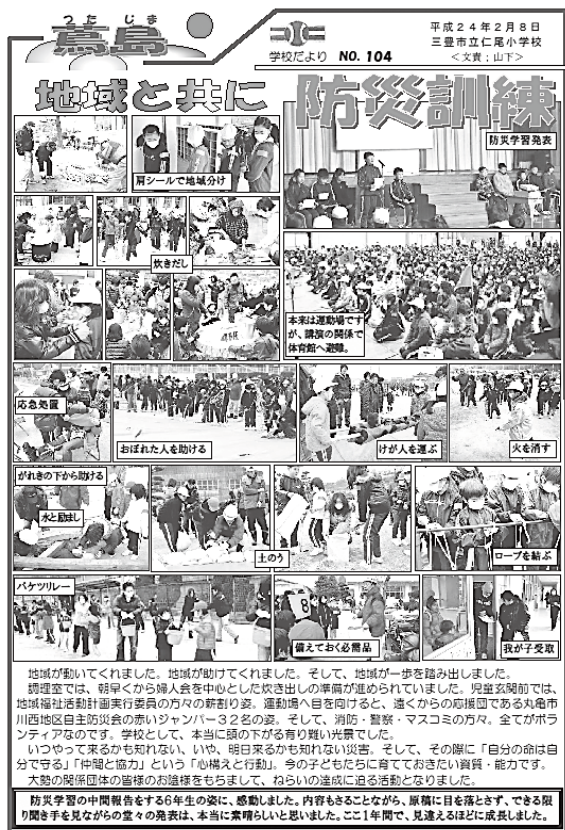 つたじま
蔦島
学校だより NO. 104
平成24年2月8日
三豊市立仁尾小学校
<文責;山下>
地域と共に 防災訓練
防災学習発表
肩シールで地域分け
炊きだし
本来は運動場です
が、講演の関係で
体育館へ避難。
応急処置
おぼれた人を助ける
けが人を運ぶ
火を消す
がれきの下から助ける
水と励まし
土のう
ロープを結ぶ
バケツリレー
備えておく必需品
我が子受取
地域が動いてくれました。地域が助けてくれました。そして、地域が一歩を踏み出しました。
調理室では、朝早くから婦人会を中心とした炊き出しの準備が進められていました。児童玄関前では、
地域福祉活動計画実行委員の方々の薪割り姿。運動場へ目を向けると、遠くからの応援団である丸亀市
川西地区自主防災会の赤いジャンパー32名の姿。そして、消防・警察・マスコミの方々。全てがボラ
ンティアなのです。学校として、本当に頭の下がる有り難い光景でした。
いつやって来るかも知れない、いや、明日来るかも知れない災害。そして、その際に「自分の命は自
分で守る」「仲間と協力」という「心構えと行動」。今の子どもたちに育てておきたい資質・能力です。
大勢の関係団体の皆様のお陰様をもちまして、ねらいの達成に迫る活動となりました。
防災学習の中間報告をする6年生の姿に、感動しました。内容もさることながら、原稿に目を落とさず、できる限
り聞き手を見ながらの堂々の発表は、本当に素晴らしいと思いました。ここ1年間で、見違えるほどに成長しました。